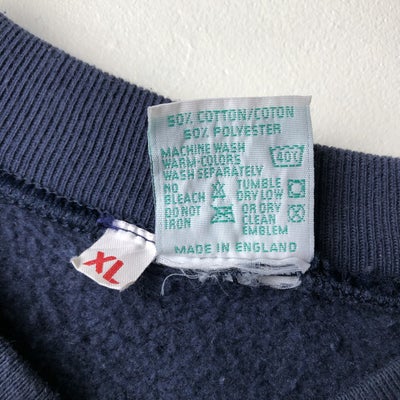 50% COTTON/COTON
50% POLYESTER
MACHINE WASH
WARM-COLORS
WASH SEPARATELY
40°
NO TUMBLE
BLEACH DRY LOW
DO NOT OR DRY
IRON CLEAN
EMBLEM
MADE IN ENGLAND
XL